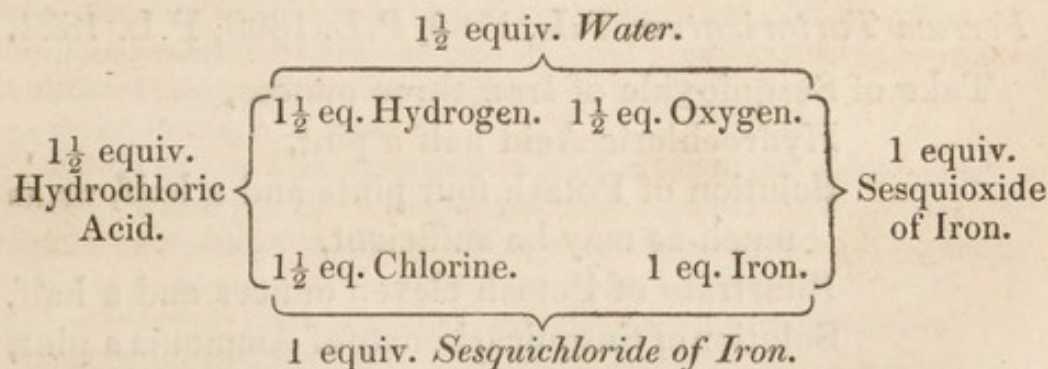 1½ equiv. Water.
1½ eq. Hydrogen. 1½ eq. Oxygen.
1½ equiv.
Hydrochloric
Acid.
1 equiv.
Sesquioxide
of Iron.
1½ eq. Chlorine. 1 eq. Iron.
1 equiv. Sesquichloride of Iron.